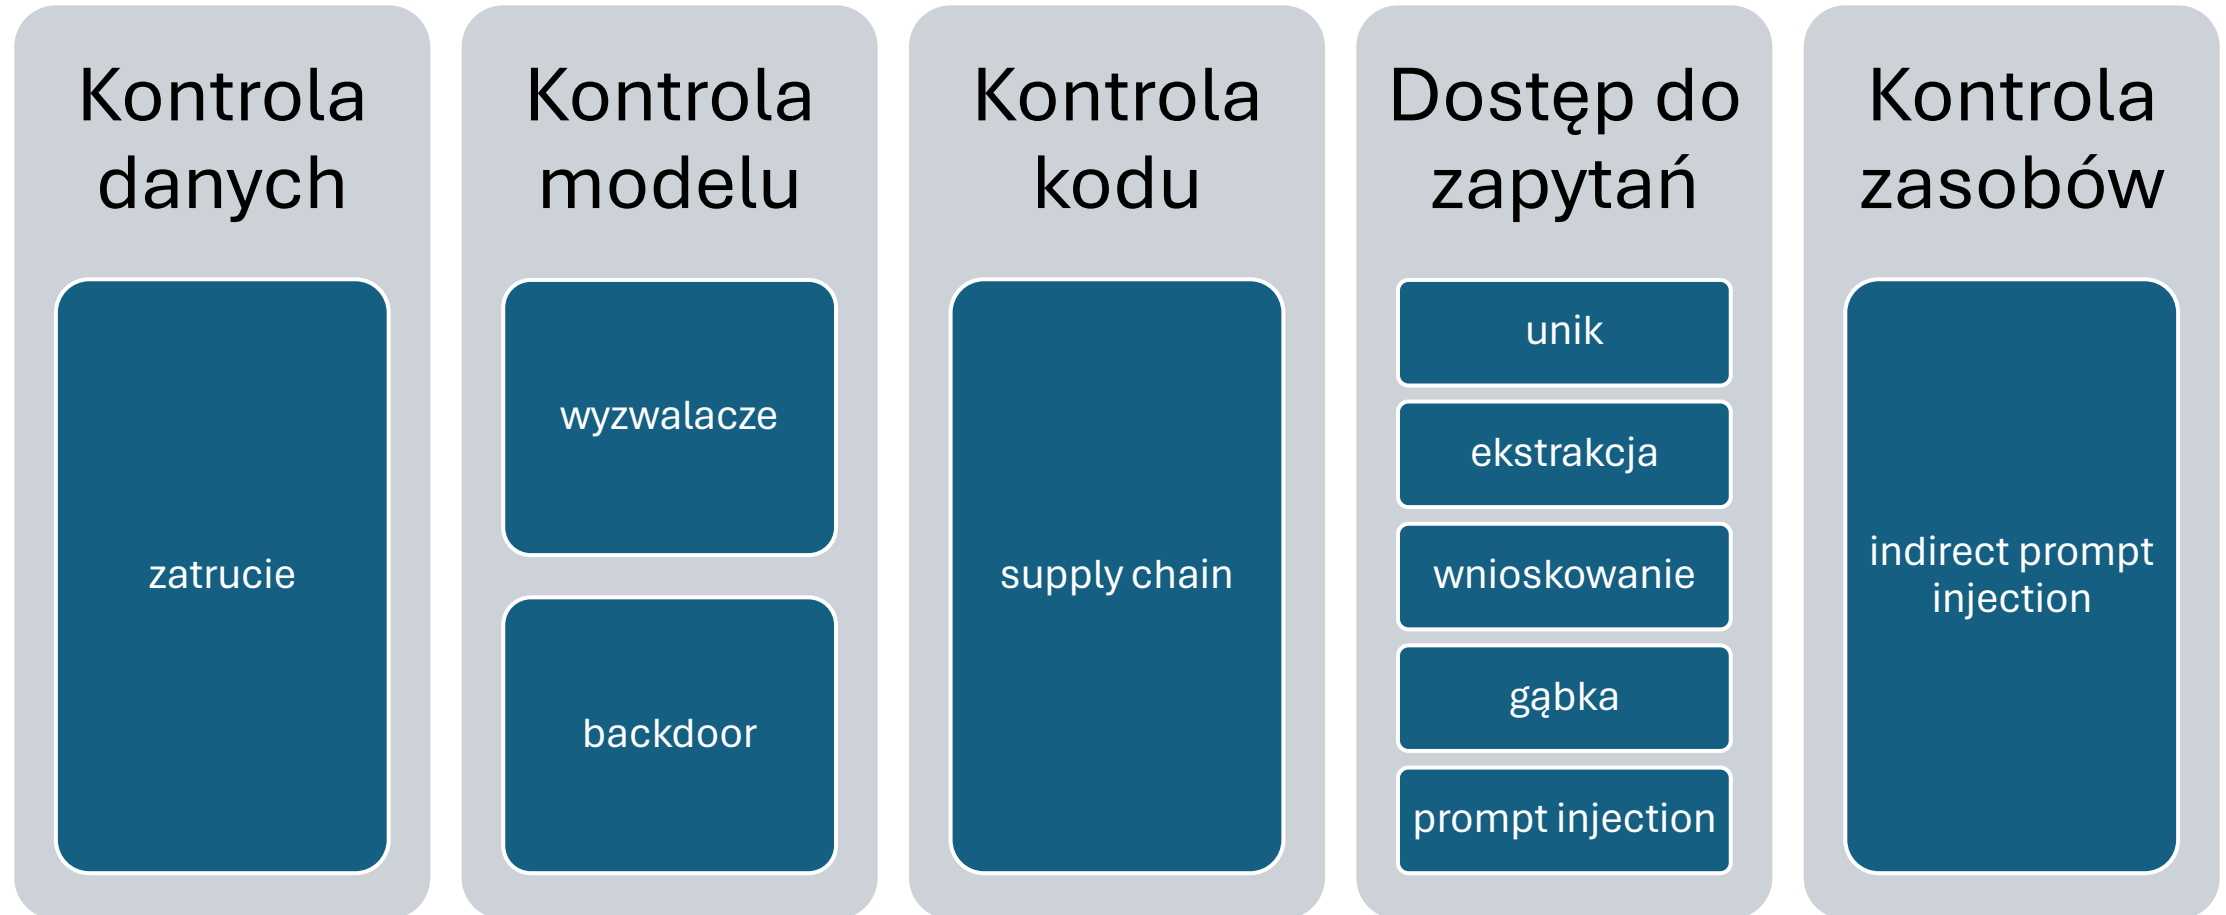 Kontrola
danych
zatrucie
Kontrola
modelu
wyzwalacze
backdoor
Kontrola
kodu
supply chain
Dostęp do
zapytań
unik
ekstrakcja
wnioskowanie
gąbka
prompt injection
Kontrola
zasobów
indirect prompt
injection